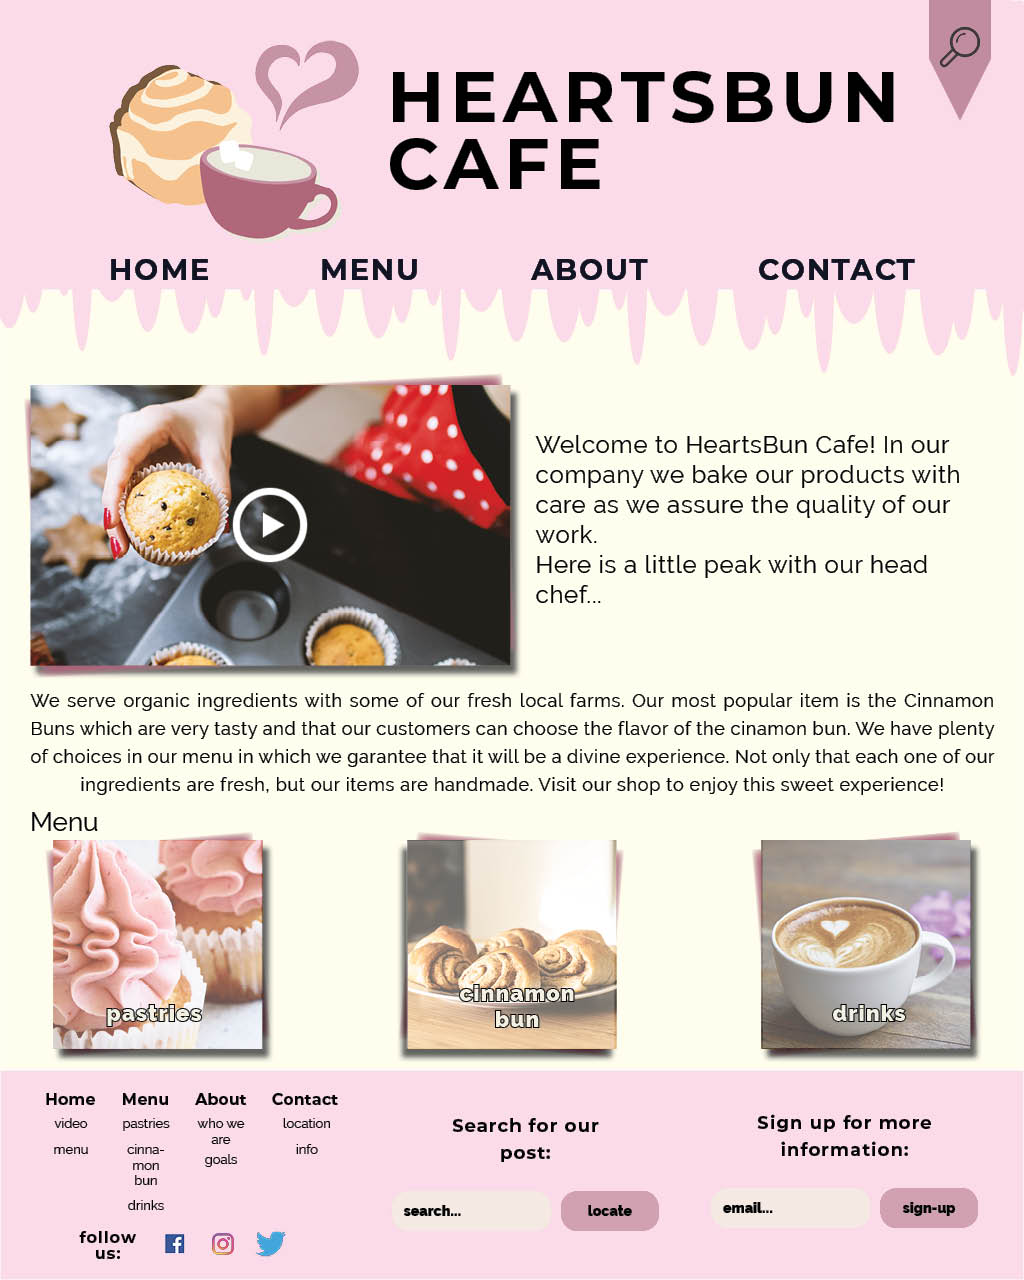 HEARTSBUN
CAFE
HOME MENU ABOUT CONTACT
Welcome to HeartsBun Cafe! In our
company we bake our products with
care as we assure the quality of our
work.
Here is a little peak with our head
chef...
We serve organic ingredients with some of our fresh local farms. Our most popular item is the Cinnamon
Buns which are very tasty and that our customers can choose the flavor of the cinamon bun. We have plenty
of choices in our menu in which we garantee that it will be a divine experience. Not only that each one of our
ingredients are fresh, but our items are handmade. Visit our shop to enjoy this sweet experience!
Menu
pastries
cinnamon
bun
drinks
Home
video
menu
Menu
pastries
cinna-
mon
bun
drinks
About
who we
are
goals
Contact
location
info
follow
us:
Search for our
post:
search...
locate
Sign up for more
information:
email...
sign-up